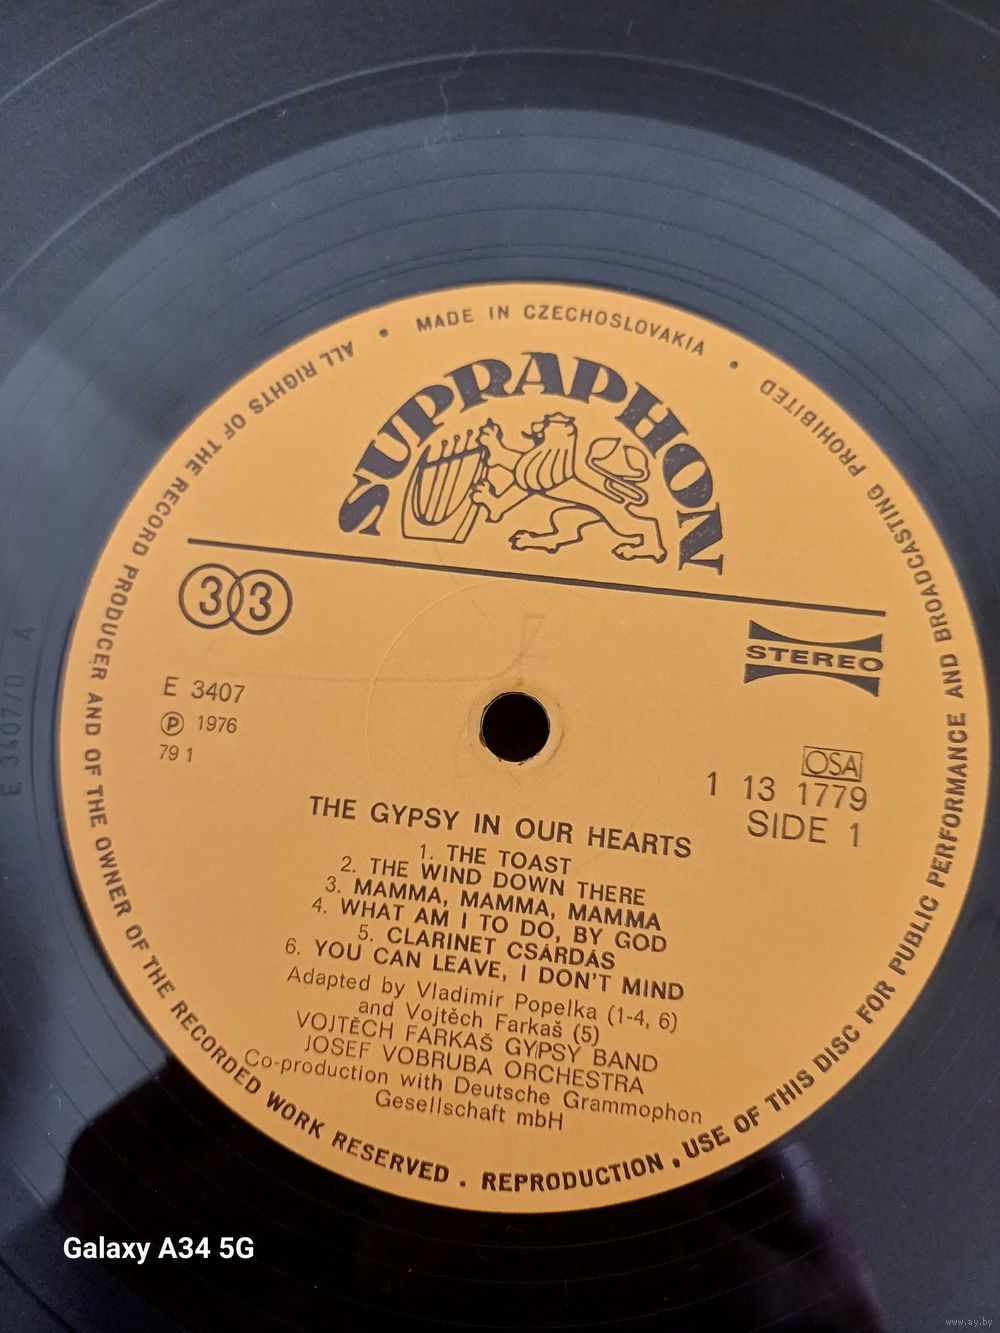 MADE IN CZECHOSLOVAKIA
SUPRAPHON
33
STEREO
E 3407
Ⓟ 1976
79 1
OSA
1 13 1779
SIDE 1
THE GYPSY IN OUR HEARTS
1. THE TOAST
2. THE WIND DOWN THERE
3. MAMMA, MAMMA, MAMMA
4. WHAT AM I TO DO, BY GOD
5. CLARINET CSÁRDÁS
6. YOU CAN LEAVE, I DON'T MIND
Adapted by Vladimír Popelka (1-4, 6)
and Vojtěch Farkaš (5)
VOJTĚCH FARKAŠ GYPSY BAND
JOSEF VOBRUBA ORCHESTRA
Co-production with Deutsche Grammophon
Gesellschaft mbH
ALL RIGHTS OF THE RECORD PRODUCER AND OF THE OWNER OF THE RECORDED WORK RESERVED . REPRODUCTION . USE OF THIS DISC FOR PUBLIC PERFORMANCE AND BROADCASTING PROHIBITED
E 3407/D A
Galaxy A34 5G
www.ay.by